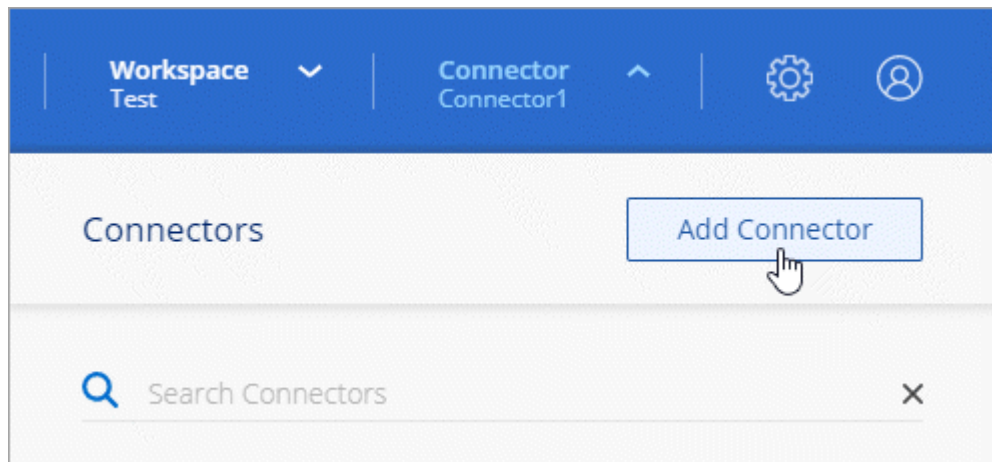 Workspace
Test
Connector
Connector1
Connectors
Add Connector
Search Connectors